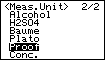 <Meas.Unit> 2/2
Alcohol
H2SO4
Baume
Plato
Proof
Conc.